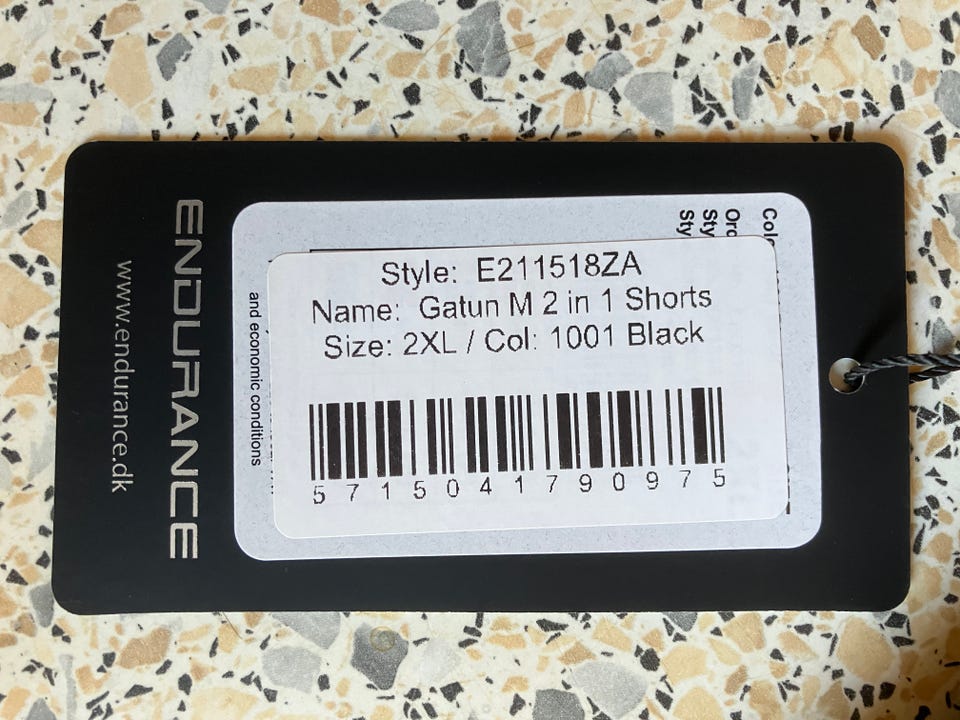 ENDURANCE
www.endurance.dk
Style: E211518ZA
Name: Gatun M 2 in 1 Shorts
Size: 2XL / Col: 1001 Black
5715041790975
and economic conditions